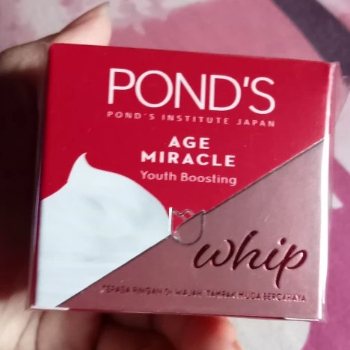 POND'S
POND'S INSTITUTE JAPAN
AGE
MIRACLE
Youth Boosting
whip
TERASA RINGAN DI WAJAH, TAMPAK MUDA BERCAHAYA